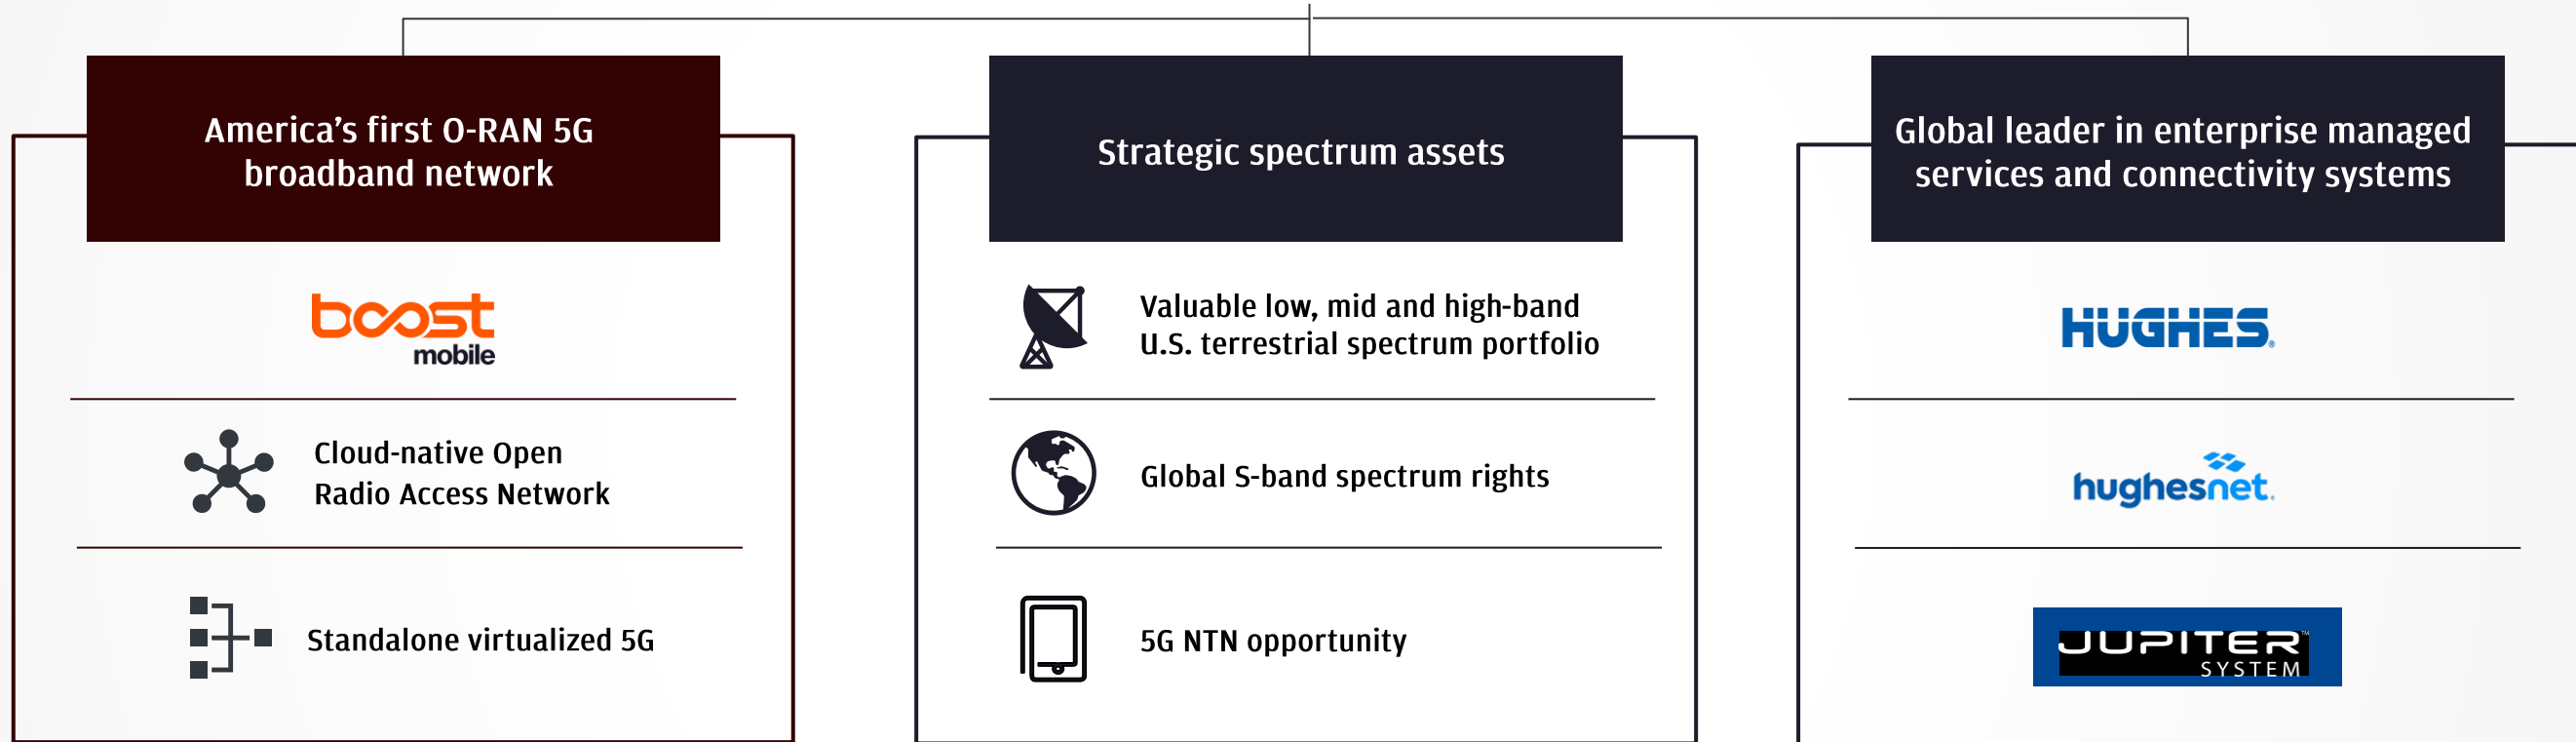 America’s first O-RAN 5G
broadband network
boost
mobile
Cloud-native Open
Radio Access Network
Standalone virtualized 5G
Strategic spectrum assets
Valuable low, mid and high-band
U.S. terrestrial spectrum portfolio
Global S-band spectrum rights
5G NTN opportunity
Global leader in enterprise managed
services and connectivity systems
HUGHES®
hughesnet.
JUPITER™
SYSTEM